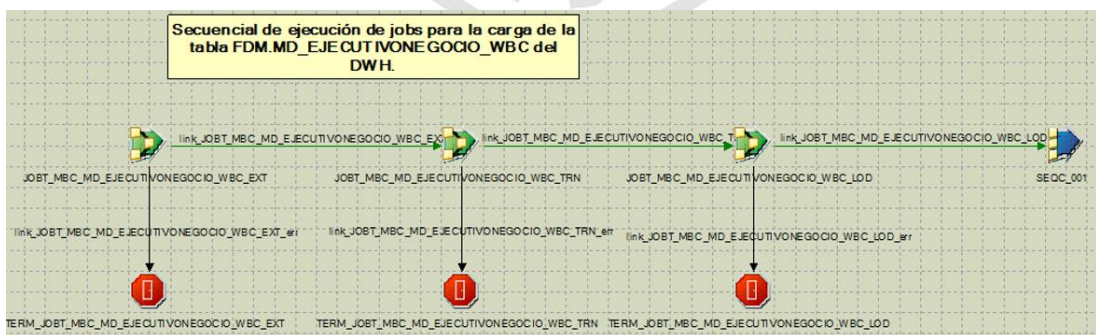 Secuencial de ejecución de jobs para la carga de la
tabla FDM.MD_EJECUTIVONEGOCIO_WBC del
DWH.
link_JOBT_MBC_MD_EJECUTIVONEGOCIO_WBC_EX
link_JOBT_MBC_MD_EJECUTIVONEGOCIO_WBC_T
link_JOBT_MBC_MD_EJECUTIVONEGOCIO_WBC_LOD
JOBT_MBC_MD_EJECUTIVONEGOCIO_WBC_EXT
JOBT_MBC_MD_EJECUTIVONEGOCIO_WBC_TRN
JOBT_MBC_MD_EJECUTIVONEGOCIO_WBC_LOD
SEQC_001
link_JOBT_MBC_MD_EJECUTIVONEGOCIO_WBC_EXT_err
link_JOBT_MBC_MD_EJECUTIVONEGOCIO_WBC_TRN_err
link_JOBT_MBC_MD_EJECUTIVONEGOCIO_WBC_LOD_err
TERM_JOBT_MBC_MD_EJECUTIVONEGOCIO_WBC_EXT
TERM_JOBT_MBC_MD_EJECUTIVONEGOCIO_WBC_TRN
TERM_JOBT_MBC_MD_EJECUTIVONEGOCIO_WBC_LOD